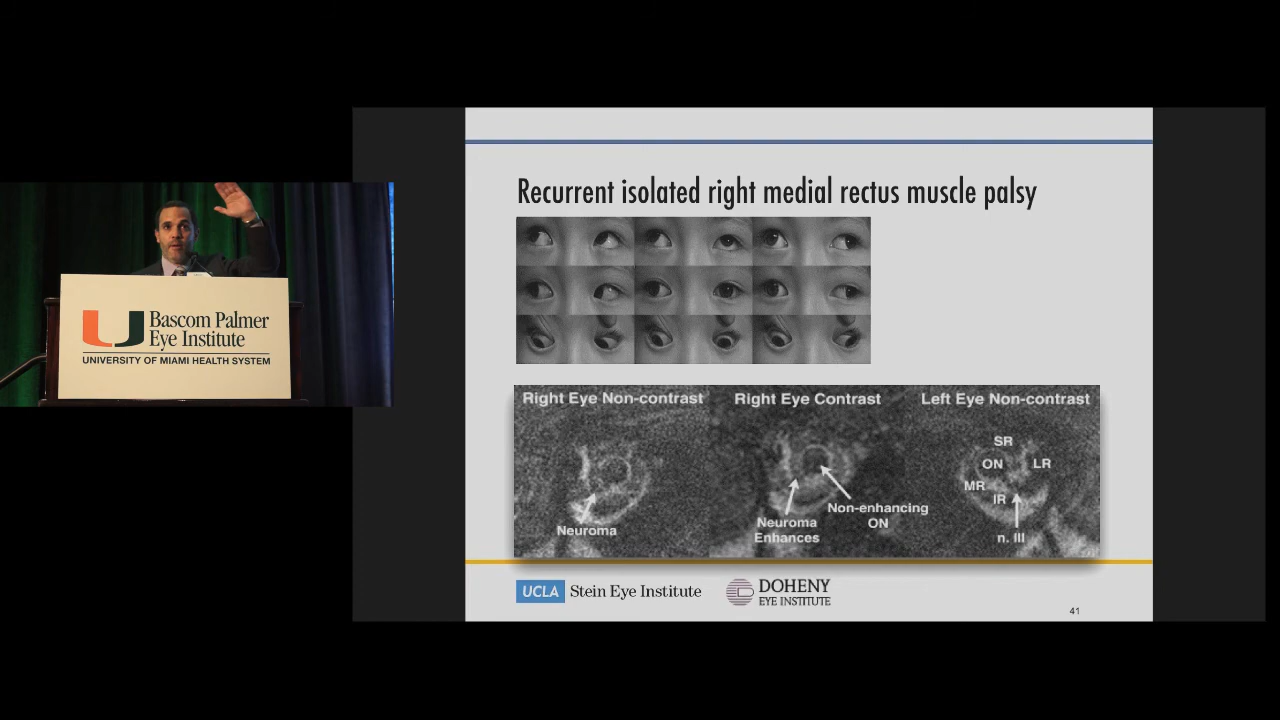 Bascom Palmer
Eye Institute
UNIVERSITY OF MIAMI HEALTH SYSTEM
Recurrent isolated right medial rectus muscle palsy
Right Eye Non-contrast
Right Eye Contrast
Left Eye Non-contrast
Neuroma
Neuroma
Enhances
Non-enhancing
ON
SR
ON
LR
MR
IR
n. III
UCLA
Stein Eye Institute
DOHENY
EYE INSTITUTE
41